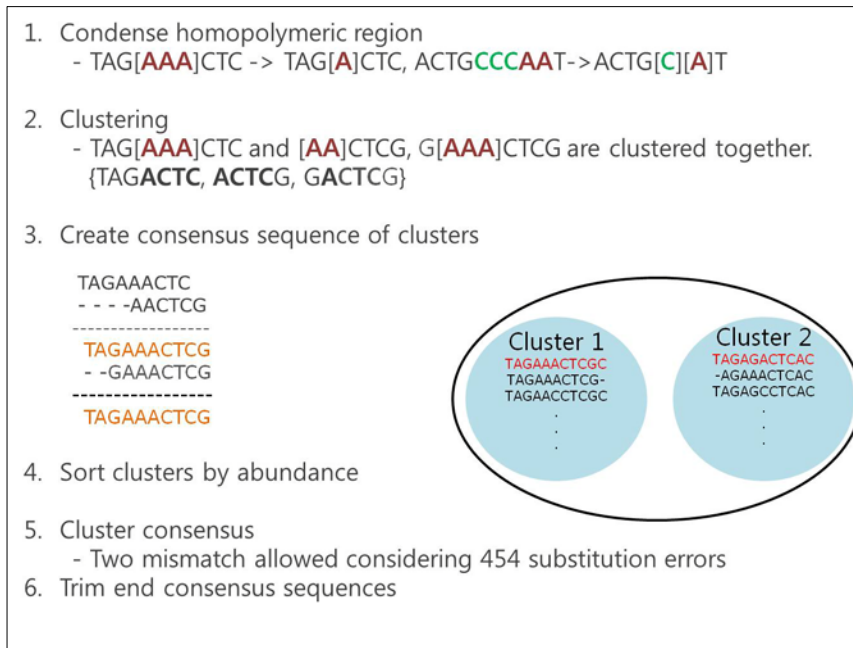 1. Condense homopolymeric region
- TAG[AAA]CTC -> TAG[A]CTC, ACTGCCCAAT->ACTG[C][A]T
2. Clustering
- TAG[AAA]CTC and [AA]CTCG, G[AAA]CTCG are clustered together.
{TAGACTC, ACTCG, GACTCG}
3. Create consensus sequence of clusters
TAGAAACTC
- - - -AACTCG
------------------
TAGAAACTCG
- -GAAACTCG
------------------
TAGAAACTCG
Cluster 1
TAGAAACTCGC
TAGAAACTCG-
TAGAACCTCGC
.
.
.
Cluster 2
TAGAGACTCAC
-AGAAACTCAC
TAGAGCCTCAC
.
.
.
4. Sort clusters by abundance
5. Cluster consensus
- Two mismatch allowed considering 454 substitution errors
6. Trim end consensus sequences